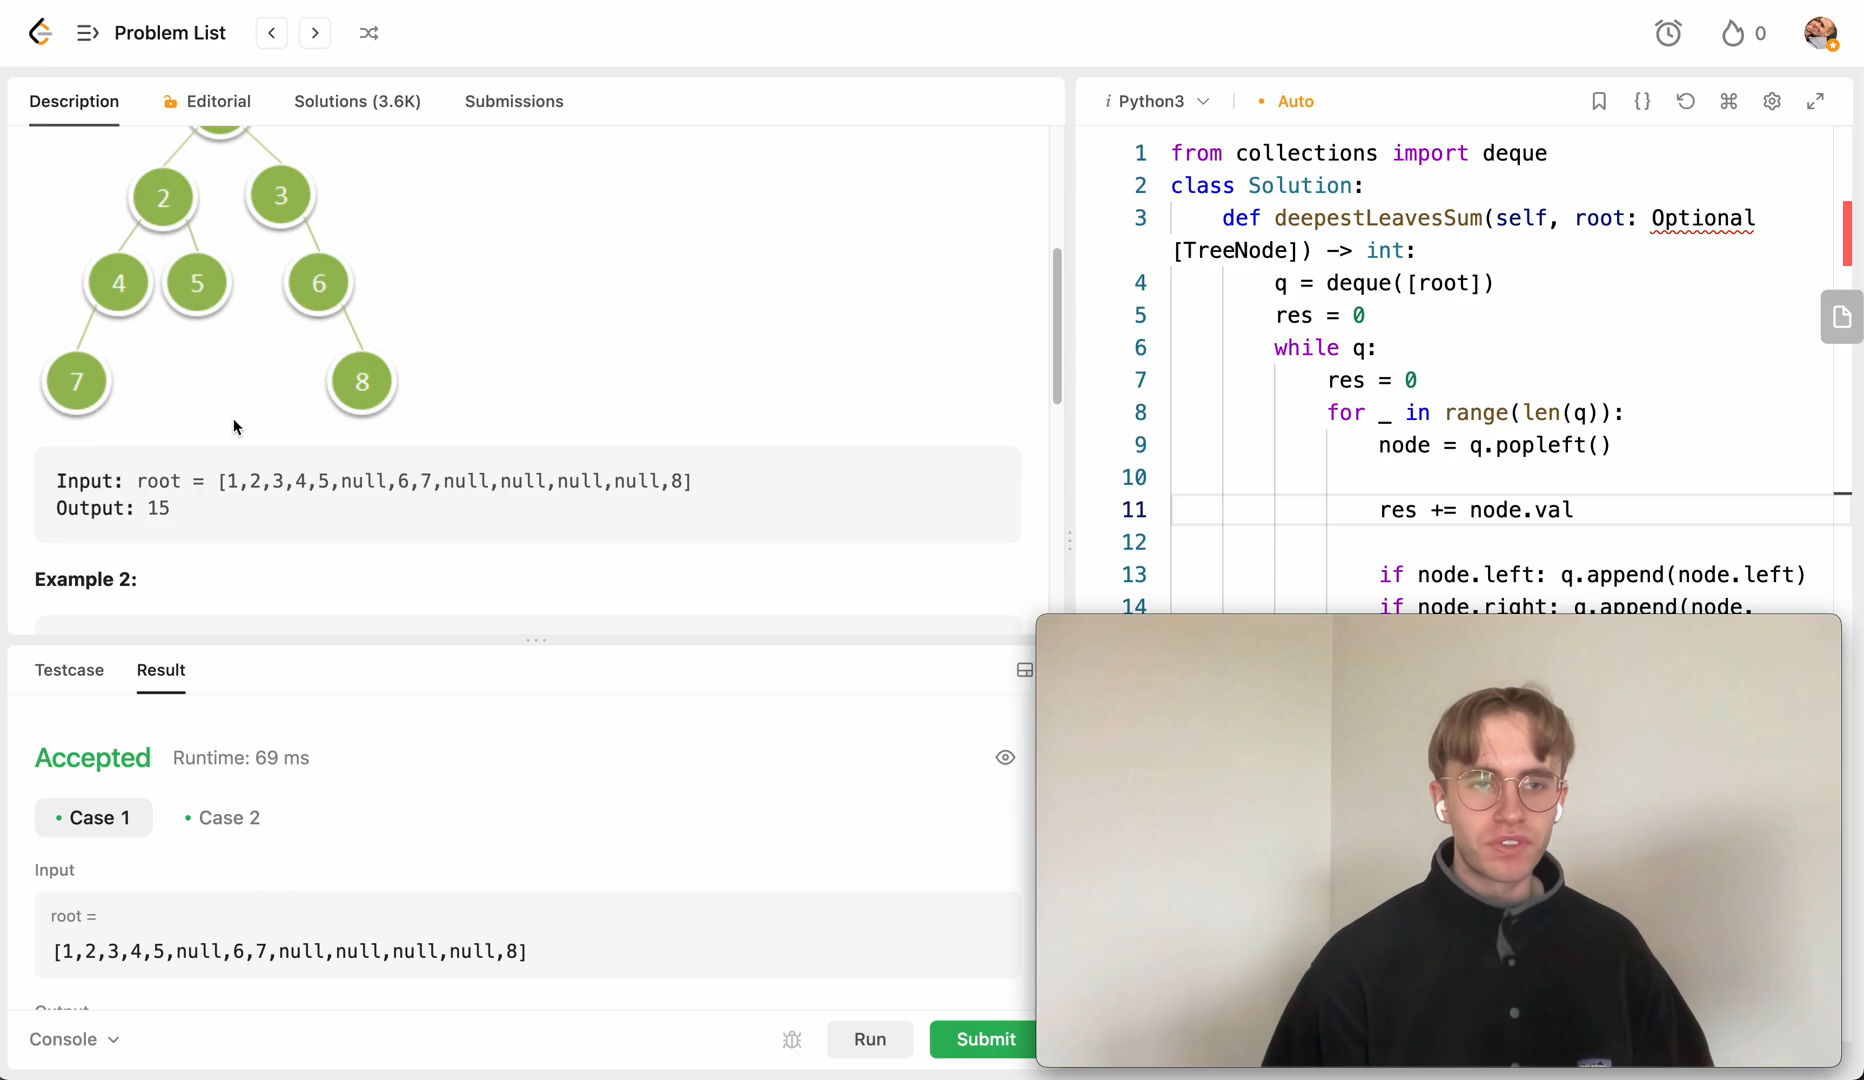 Problem List
0
Description
Editorial
Solutions (3.6K)
Submissions
2
3
4
5
6
7
8
Input: root = [1,2,3,4,5,null,6,7,null,null,null,null,8]
Output: 15
Example 2:
Testcase
Result
Accepted
Runtime: 69 ms
Case 1
Case 2
Input
root =
[1,2,3,4,5,null,6,7,null,null,null,null,8]
Console
Run
Submit
i Python3
Auto
{}
1 from collections import deque
2 class Solution:
3 def deepestLeavesSum(self, root: Optional
[TreeNode]) -> int:
4 q = deque([root])
5 res = 0
6 while q:
7 res = 0
8 for _ in range(len(q)):
9 node = q.popleft()
10
11 res += node.val
12
13 if node.left: q.append(node.left)
14 if node.right: q.append(node.